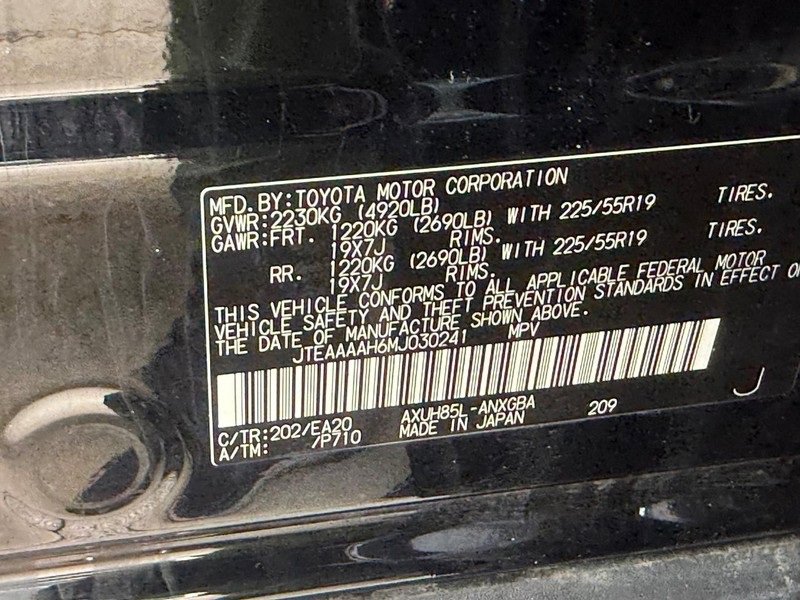 MFD. BY: TOYOTA MOTOR CORPORATION
GVWR: 2230KG (4920LB)
GAWR: FRT. 1220KG (2690LB) WITH 225/55R19 TIRES.
19X7J RIMS.
RR. 1220KG (2690LB) WITH 225/55R19 TIRES.
19X7J RIMS.
THIS VEHICLE CONFORMS TO ALL APPLICABLE FEDERAL MOTOR
VEHICLE SAFETY AND THEFT PREVENTION STANDARDS IN EFFECT
THE DATE OF MANUFACTURE SHOWN ABOVE.
JTEAAAAH6MJ030241 MPV
C/TR: 202/EA20 AXUH85L-ANXGBA 209
A/TM: /P710 MADE IN JAPAN
J